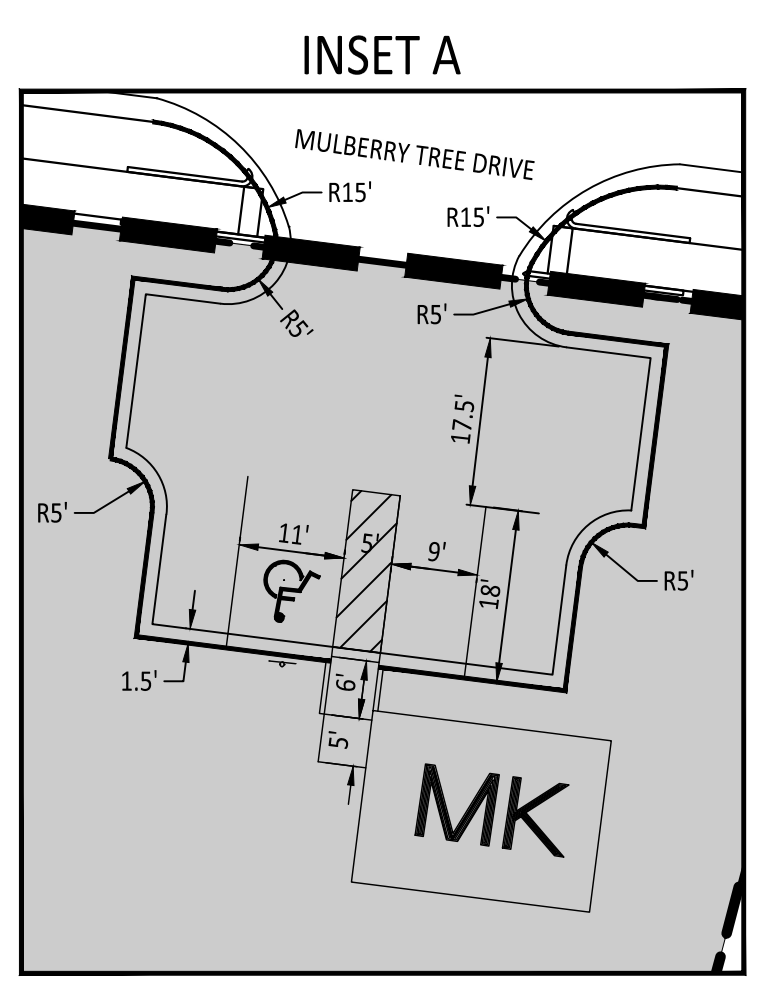 INSET A
MULBERRY TREE DRIVE
R15'
R15'
R5'
R5'
17.5'
R5'
11'
5'
9'
18'
R5'
1.5'
6'
5'
MK